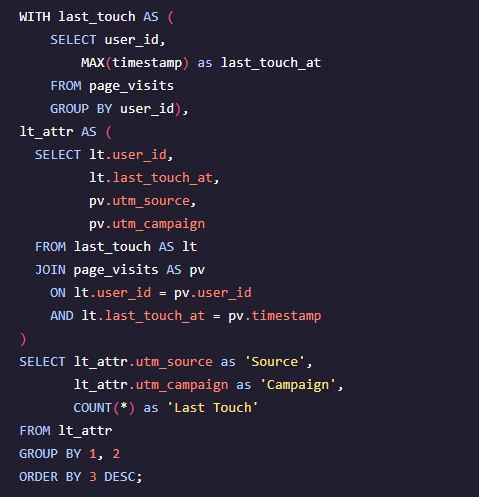 WITH last_touch AS (
    SELECT user_id,
        MAX(timestamp) as last_touch_at
    FROM page_visits
    GROUP BY user_id),
lt_attr AS (
  SELECT lt.user_id,
         lt.last_touch_at,
         pv.utm_source,
         pv.utm_campaign
  FROM last_touch AS lt
  JOIN page_visits AS pv
    ON lt.user_id = pv.user_id
    AND lt.last_touch_at = pv.timestamp
)
SELECT lt_attr.utm_source as 'Source',
       lt_attr.utm_campaign as 'Campaign',
       COUNT(*) as 'Last Touch'
FROM lt_attr
GROUP BY 1, 2
ORDER BY 3 DESC;